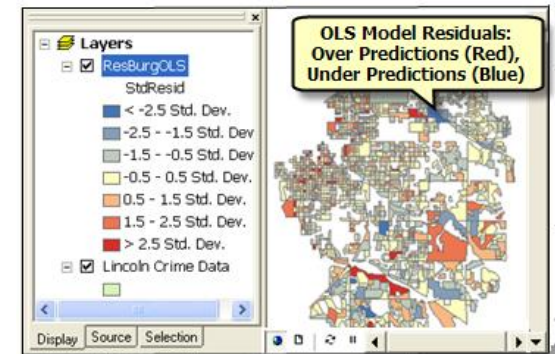 Layers
ResBurgOLS
StdResid
< -2.5 Std. Dev.
-2.5 - -1.5 Std. Dev
-1.5 - -0.5 Std. Dev
-0.5 - 0.5 Std. Dev.
0.5 - 1.5 Std. Dev.
1.5 - 2.5 Std. Dev.
> 2.5 Std. Dev.
Lincoln Crime Data
Display Source Selection
OLS Model Residuals:
Over Predictions (Red),
Under Predictions (Blue)